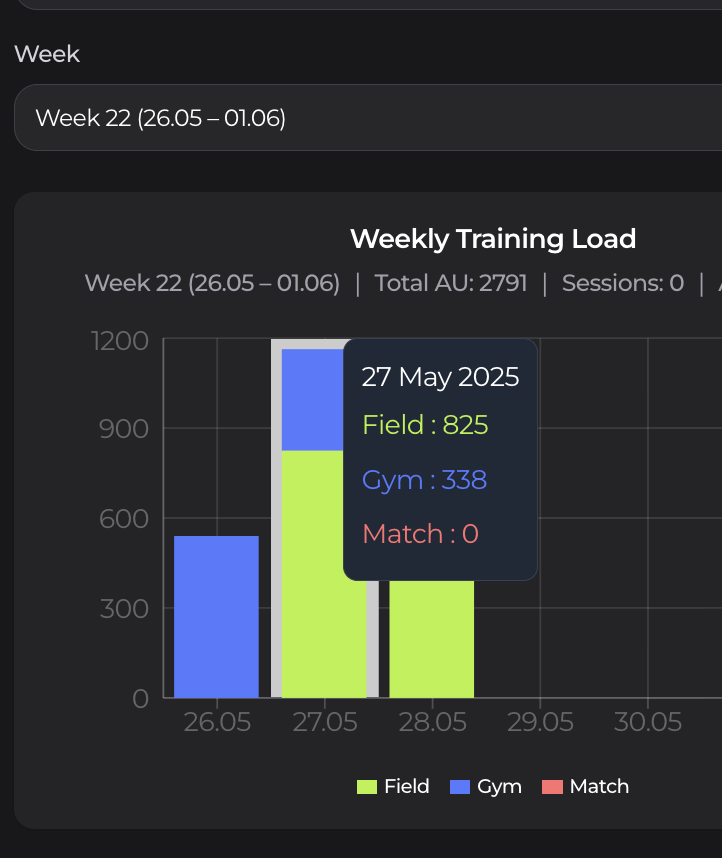 Week
Week 22 (26.05 – 01.06)
Weekly Training Load
Week 22 (26.05 – 01.06) | Total AU: 2791 | Sessions: 0 |
1200
900
600
300
0
27 May 2025
Field : 825
Gym : 338
Match : 0
26.05 27.05 28.05 29.05 30.05
Field Gym Match